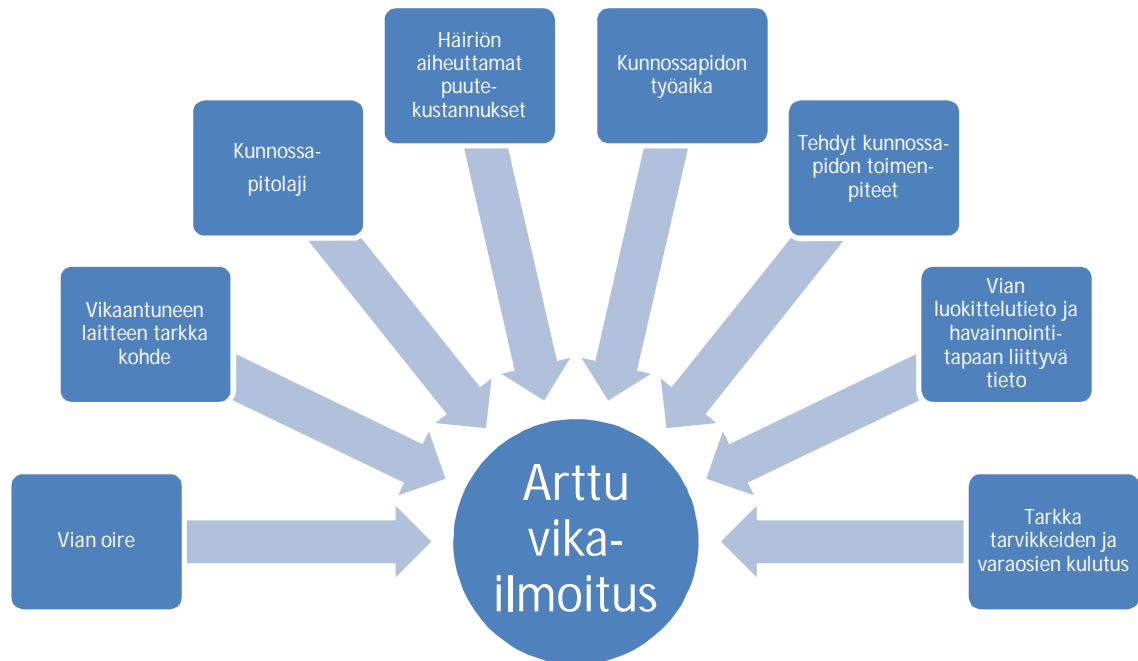 Häiriön
aiheuttamat
puute-
kustannukset
Kunnossapidon
työaika
Kunnossa-
pitolaji
Tehdyt kunnossa-
pidon toimen-
piteet
Vikaantuneen
laitteen tarkka
kohde
Vian
luokittelutieto ja
havainnointi-
tapaan liittyvä
tieto
Vian oire
Arttu
vika-
ilmoitus
Tarkka
tarvikkeiden ja
varaosien kulutus